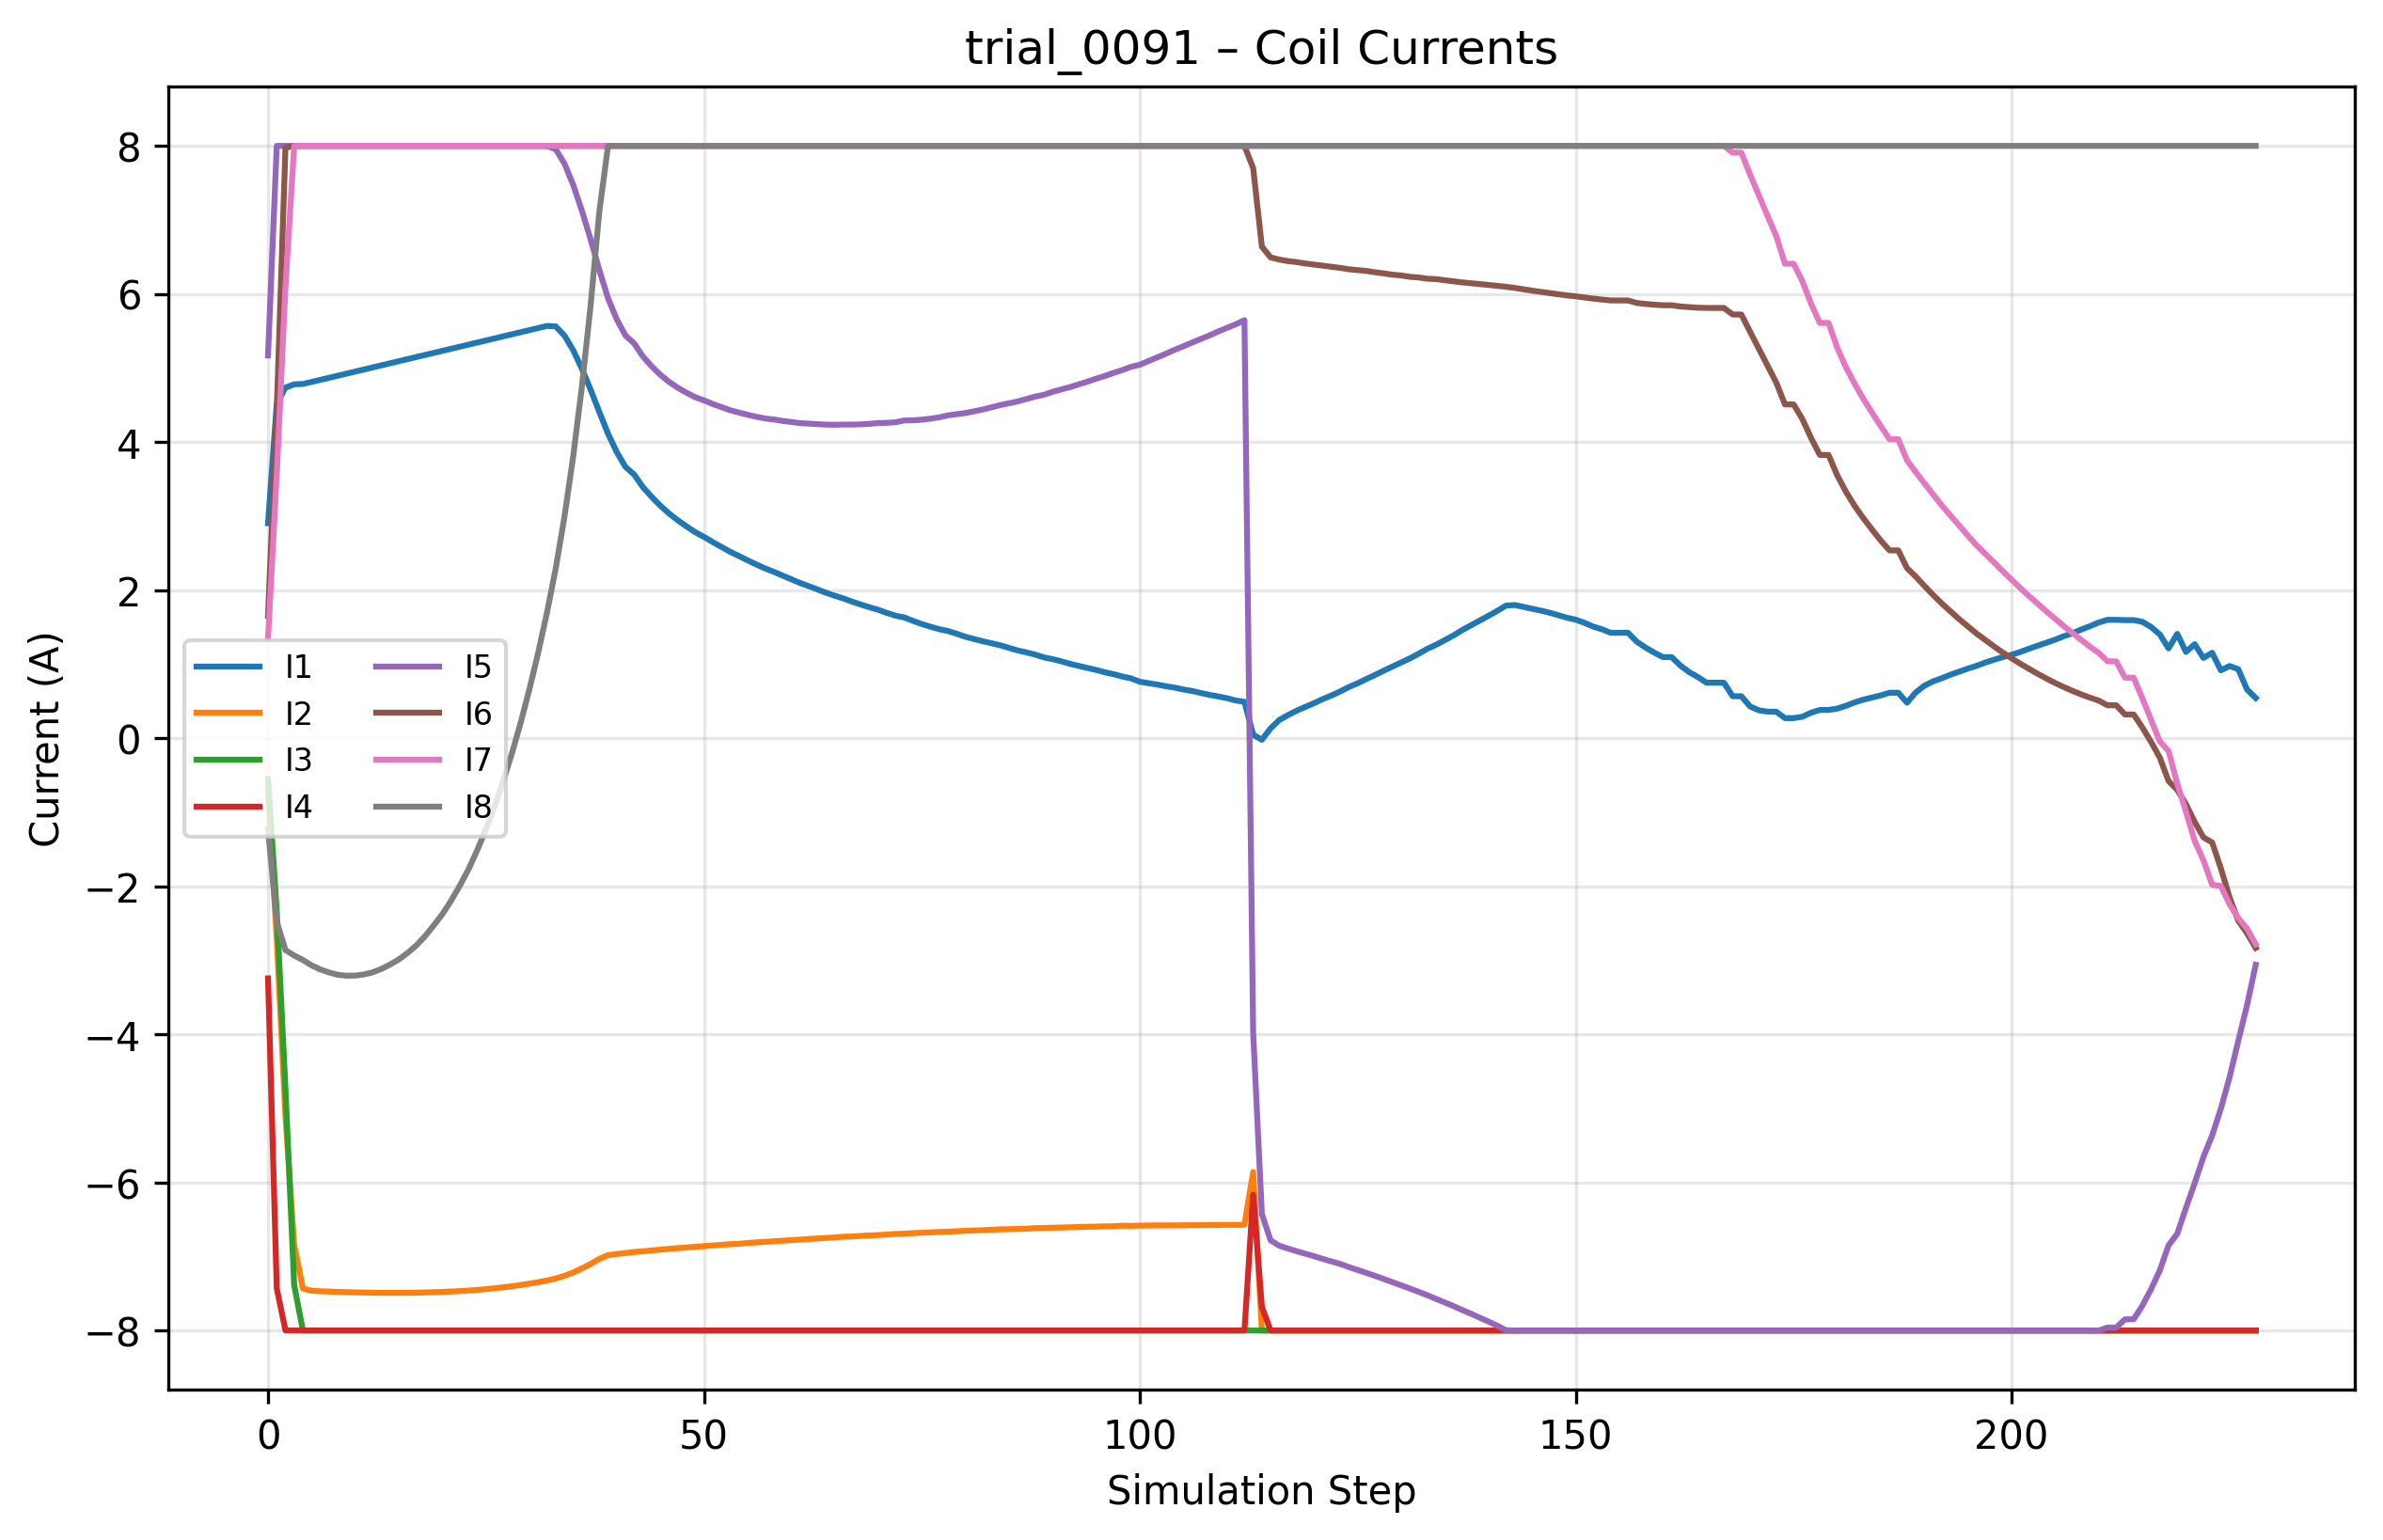 trial_0091 – Coil Currents
Current (A)
8
6
4
2
0
−2
−4
−6
−8
I1
I2
I3
I4
I5
I6
I7
I8
0
50
100
150
200
Simulation Step